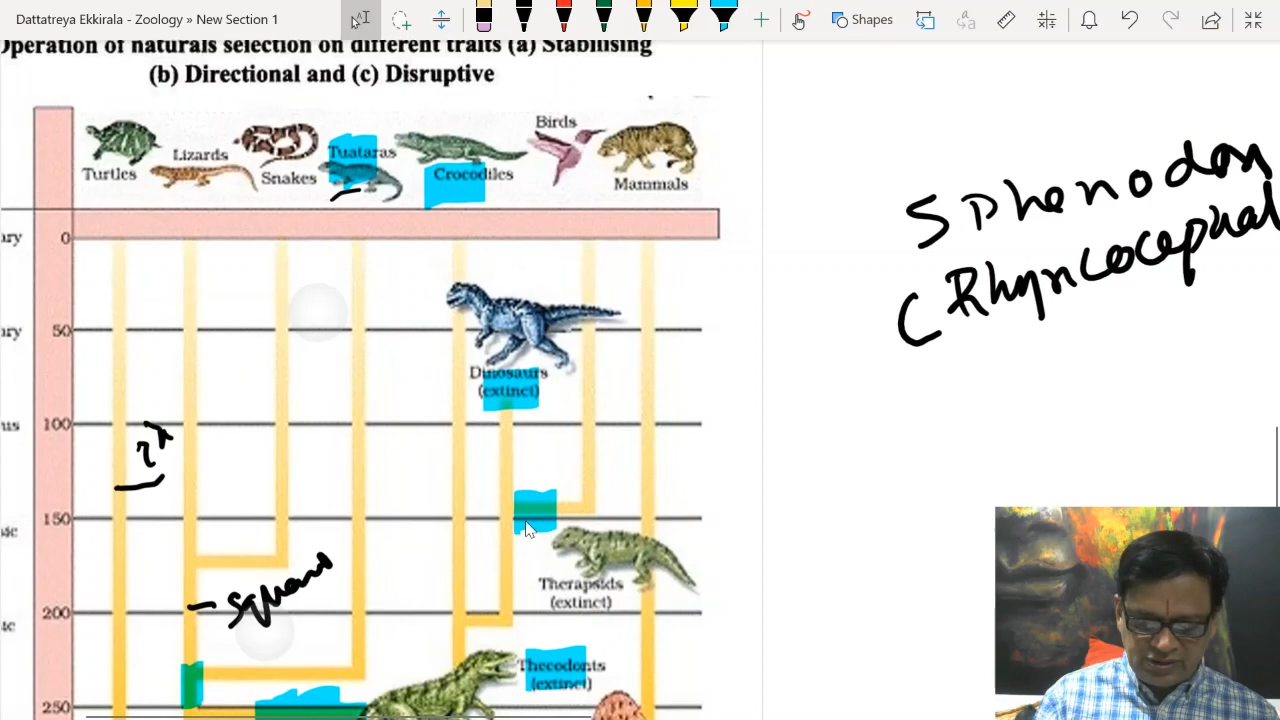 Dattatreya Ekkirala - Zoology » New Section 1
Shapes
Operation of naturals selection on different traits (a) Stabilising
(b) Directional and (c) Disruptive
Birds
Lizards
Tuataras
Turtles
Snakes
Crocodiles
Mammals
Sphenodon
(Rhyncocephal
ary
0
ary
50
Dinosaurs
(extinct)
100
150
Therapsids
(extinct)
200
Thecodonts
(extinct)
250